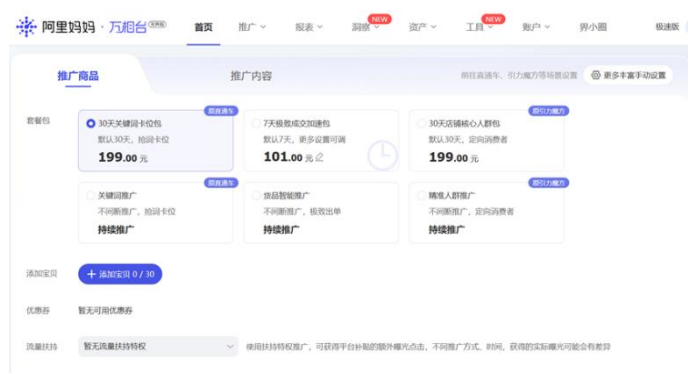 阿里妈妈 · 万相台 无界版
首页 推广 报表 洞察 NEW 资产 工具 NEW 账户 界小圈 极速版
推广商品 推广内容 前往直通车、引力魔方等场景设置 更多丰富手动设置
套餐包
原直通车
30天关键词卡位包
默认30天，抢词卡位
199.00 元
7天极致成交加速包
默认7天，更多设置可调
101.00 元
原引力魔方
30天店铺核心人群包
默认30天，定向消费者
199.00 元
原直通车
关键词推广
不间断推广，抢词卡位
持续推广
货品智能推广
不间断推广，极致出单
持续推广
原引力魔方
精准人群推广
不间断推广，定向消费者
持续推广
添加宝贝 + 添加宝贝 0 / 30
优惠券 暂无可用优惠券
流量扶持 暂无流量扶持特权 使用扶持特权推广，可获得平台补贴的额外曝光点击，不同推广方式、时间，获得的实际曝光可能会有差异